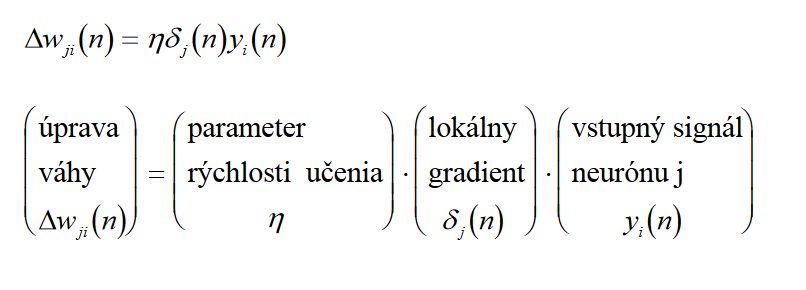 Δw_ji(n) = ηδ_j(n)y_i(n)
(úprava váhy Δw_ji(n)) = (parameter rýchlosti učenia η) · (lokálny gradient δ_j(n)) · (vstupný signál neurónu j y_i(n))